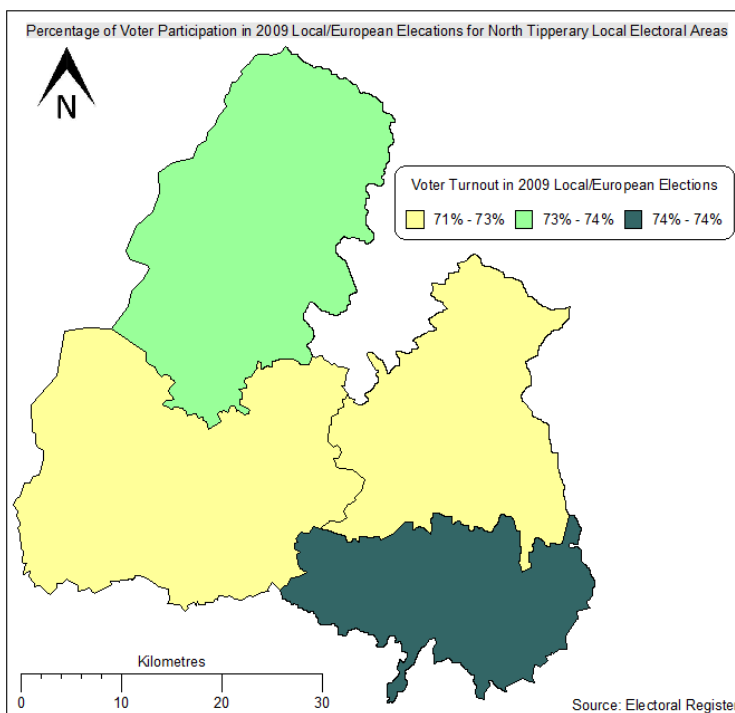 Percentage of Voter Participation in 2009 Local/European Elecations for North Tipperary Local Electoral Areas
N
Voter Turnout in 2009 Local/European Elections
71% - 73% 73% - 74% 74% - 74%
Kilometres
0 10 20 30
Source: Electoral Register